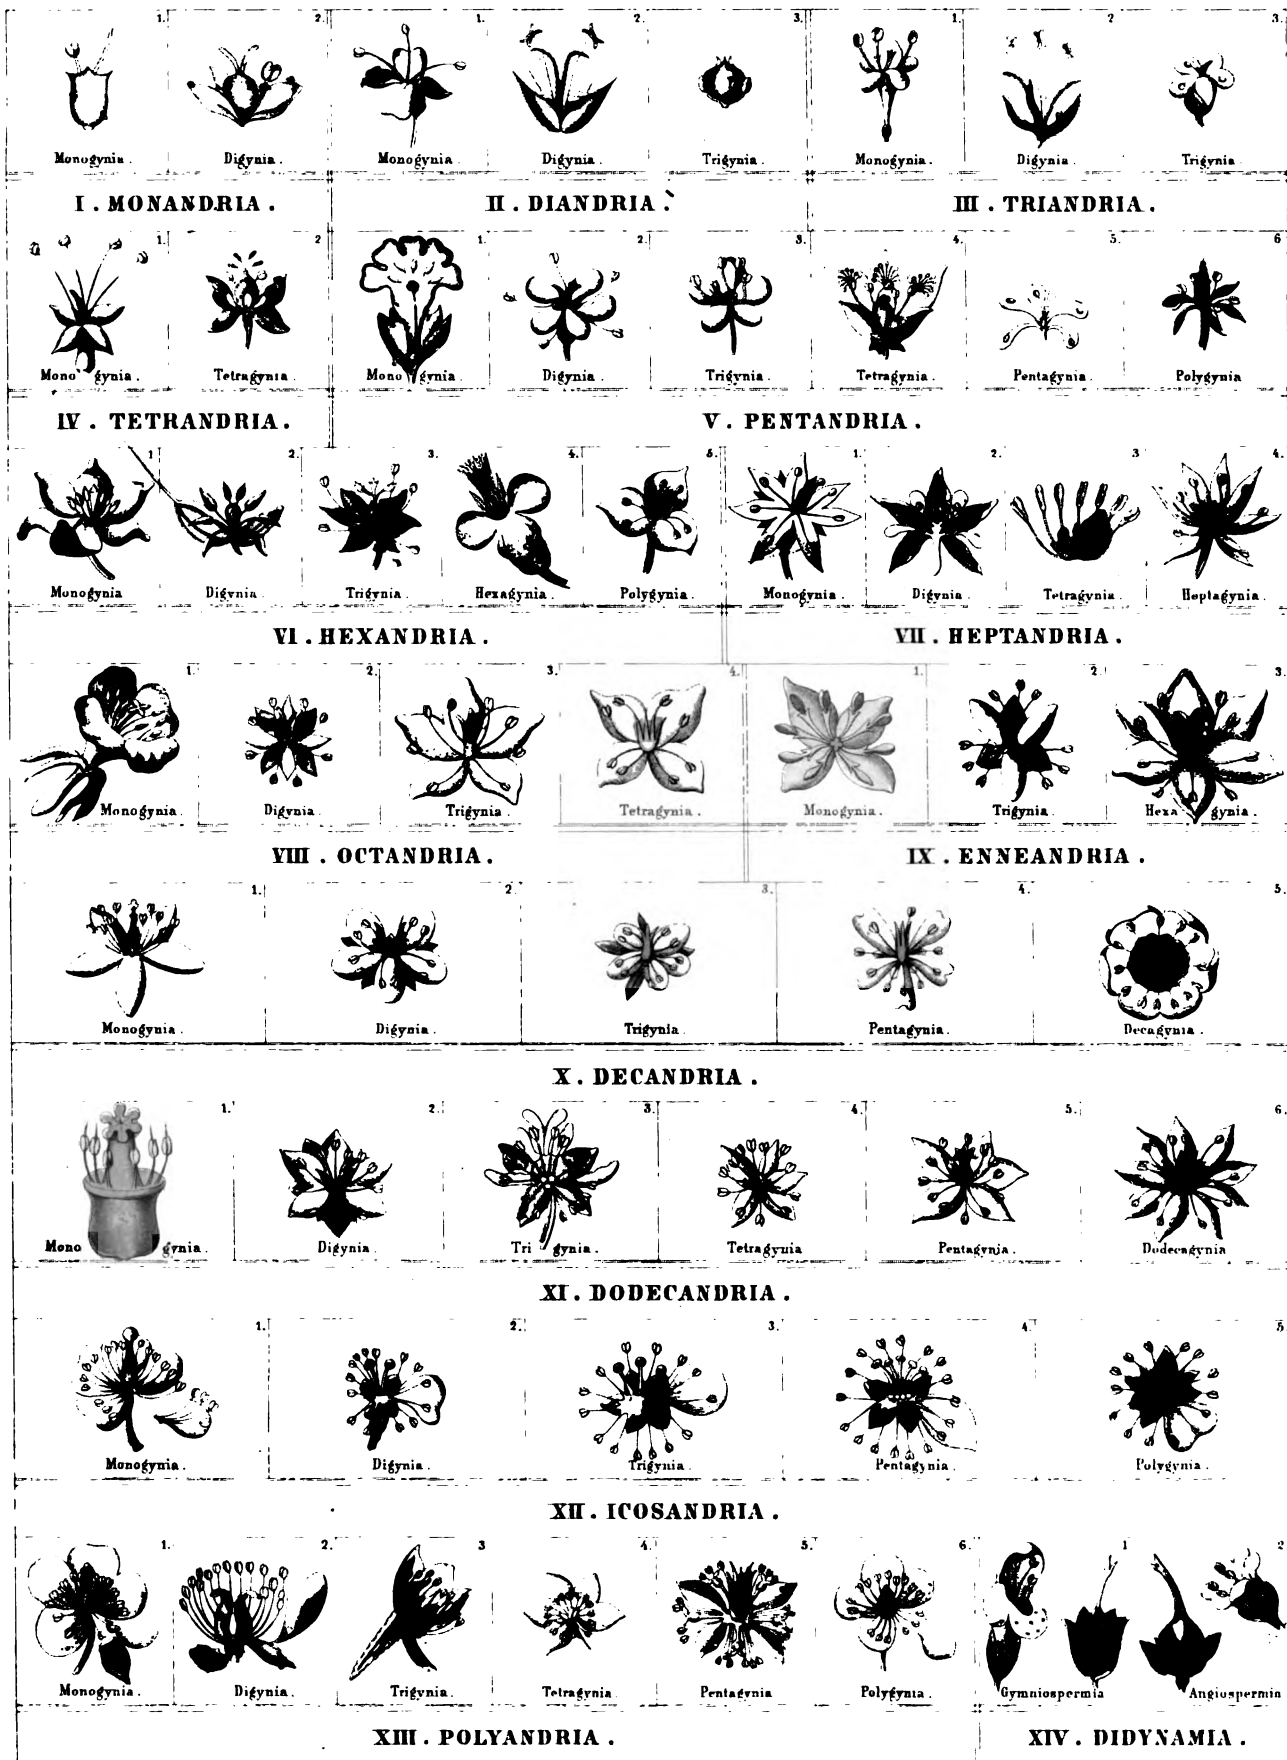 1. 2. 1. 2. 3. 1. 2 3.
Monogynia. Digynia. Monogynia. Digynia. Trigynia. Monogynia. Digynia. Trigynia
I. MONANDRIA. II. DIANDRIA. III. TRIANDRIA.
1. 2 1. 2. 3. 4. 5. 6
Mono gynia. Tetragynia Mono gynia. Digynia. Trigynia. Tetragynia. Pentagynia. Polygynia
IV. TETRANDRIA. V. PENTANDRIA.
1 2. 3. 4. 5. 1. 2. 3 4.
Monogynia Digynia. Trigynia. Hexagynia. Polygynia. Monogynia. Digynia. Tetragynia. Heptagynia.
VI. HEXANDRIA. VII. HEPTANDRIA.
1. 2. 3. 4. 1. 2. 3.
Monogynia. Digynia. Trigynia. Tetragynia. Monogynia. Trigynia. Hexa gynia.
VIII. OCTANDRIA. IX. ENNEANDRIA.
1. 2. 3. 4. 5.
Monogynia. Digynia. Trigynia. Pentagynia. Decagynia.
X. DECANDRIA.
1. 2. 3. 4. 5. 6.
Mono gynia. Digynia. Tri gynia. Tetragynia Pentagynia. Dodecagynia
XI. DODECANDRIA.
1. 2. 3. 4. 5.
Monogynia. Digynia. Trigynia. Pentagynia. Polygynia.
XII. ICOSANDRIA.
1. 2. 3 4. 5. 6. 1 2
Monogynia. Digynia. Trigynia. Tetragynia. Pentagynia Polygynia. Gymniospermia Angiospermin
XIII. POLYANDRIA. XIV. DIDYNAMIA.